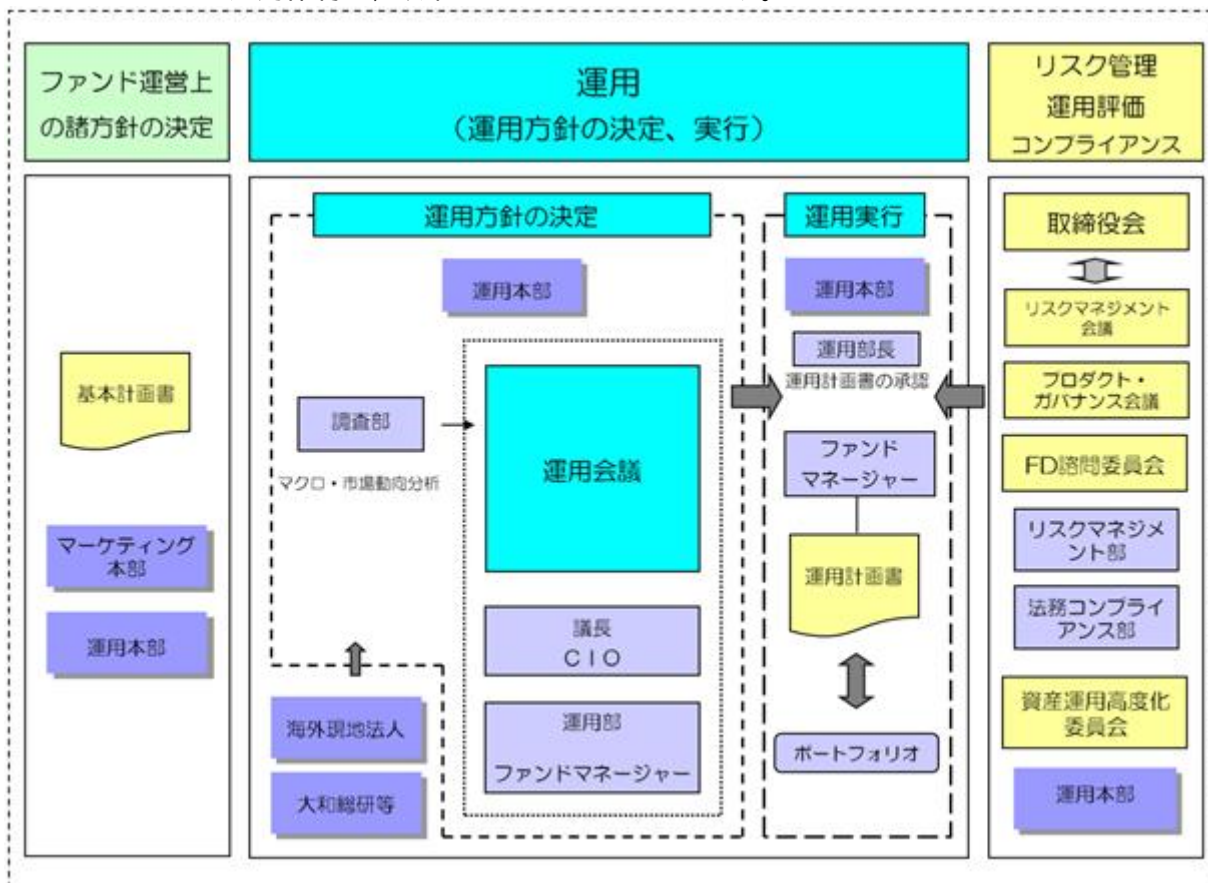 ファンド運営上
の諸方針の決定
運用
（運用方針の決定、実行）
リスク管理
運用評価
コンプライアンス
基本計画書
マーケティング
本部
運用本部
運用方針の決定
運用本部
調査部
マクロ・市場動向分析
運用会議
議長
ＣＩＯ
運用部
ファンドマネージャー
海外現地法人
大和総研等
運用実行
運用本部
運用部長
運用計画書の承認
ファンド
マネージャー
運用計画書
ポートフォリオ
取締役会
リスクマネジメント
会議
プロダクト・
ガバナンス会議
FD諮問委員会
リスクマネジメ
ント部
法務コンプライ
アンス部
資産運用高度化
委員会
運用本部